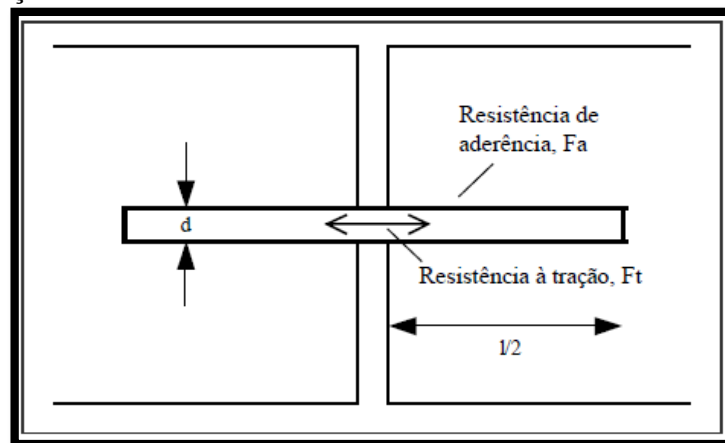 Resistência de
aderência, Fa
d
Resistência à tração, Ft
l/2